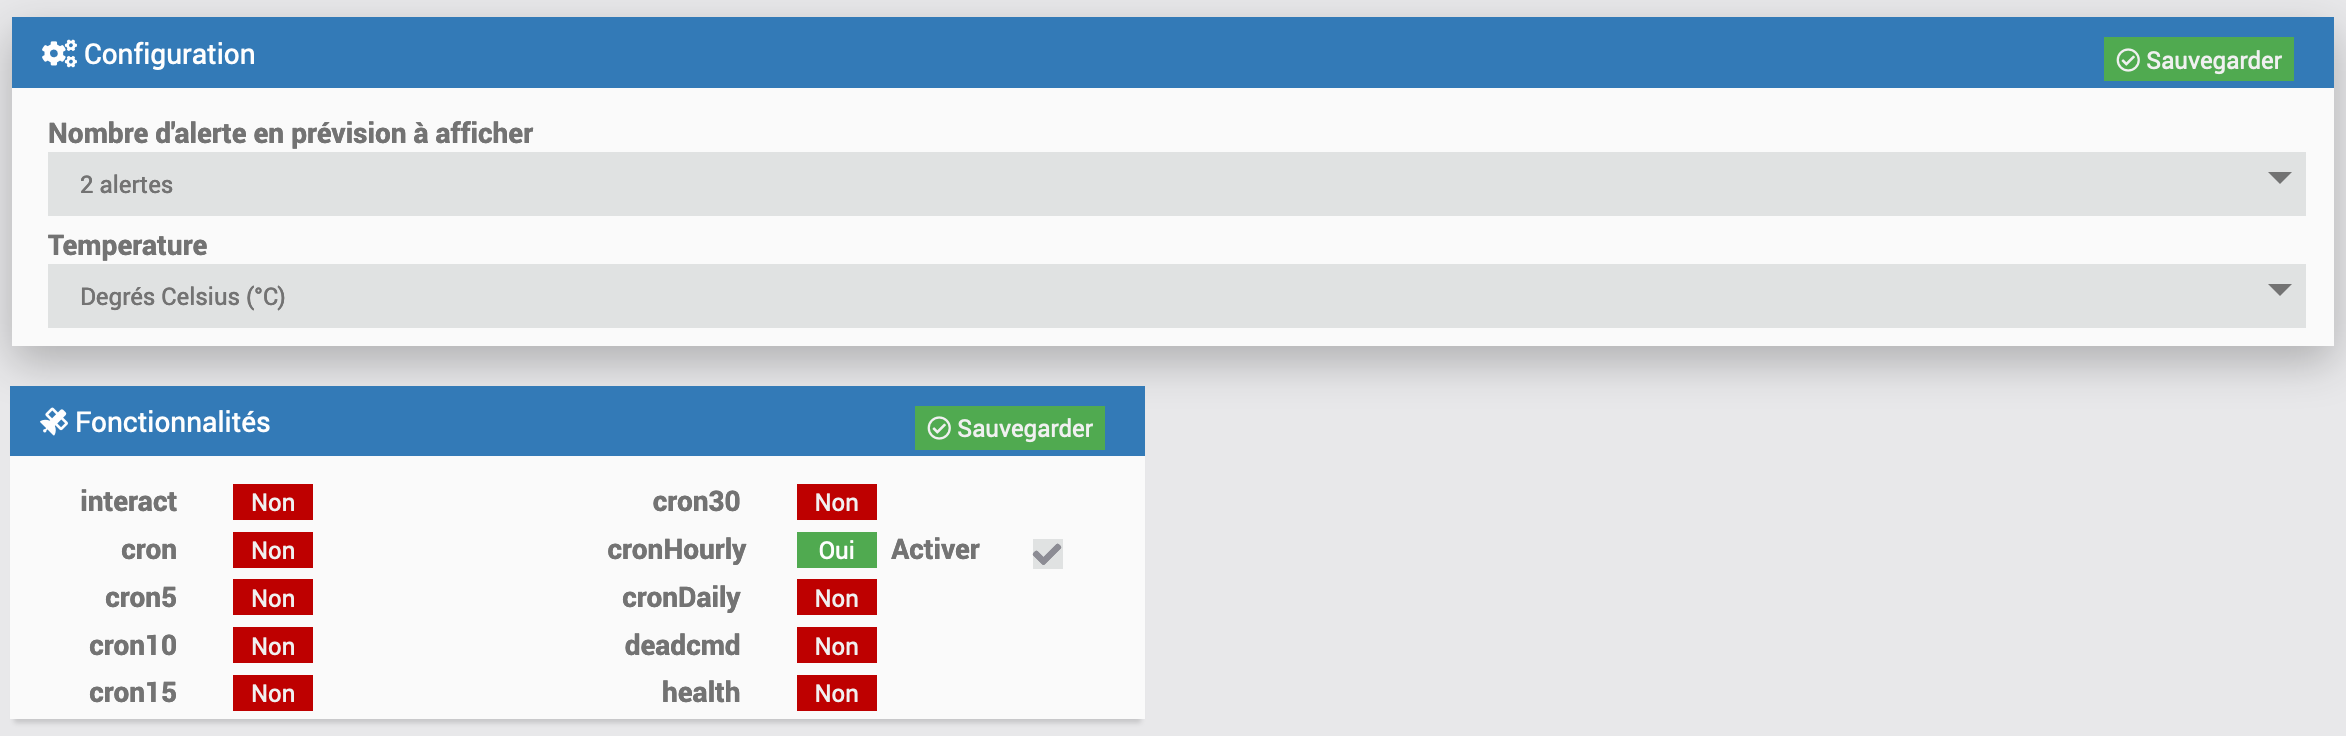 Configuration
Sauvegarder
Nombre d'alerte en prévision à afficher
2 alertes
Temperature
Degrés Celsius (°C)
Fonctionnalités
Sauvegarder
interact Non cron30 Non
cron Non cronHourly Oui Activer
cron5 Non cronDaily Non
cron10 Non deadcmd Non
cron15 Non health Non